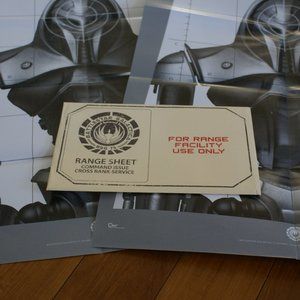 RANGE SHEET
COMMAND ISSUE
CROSS RANK-SERVICE
FOR RANGE
FACILITY
USE ONLY